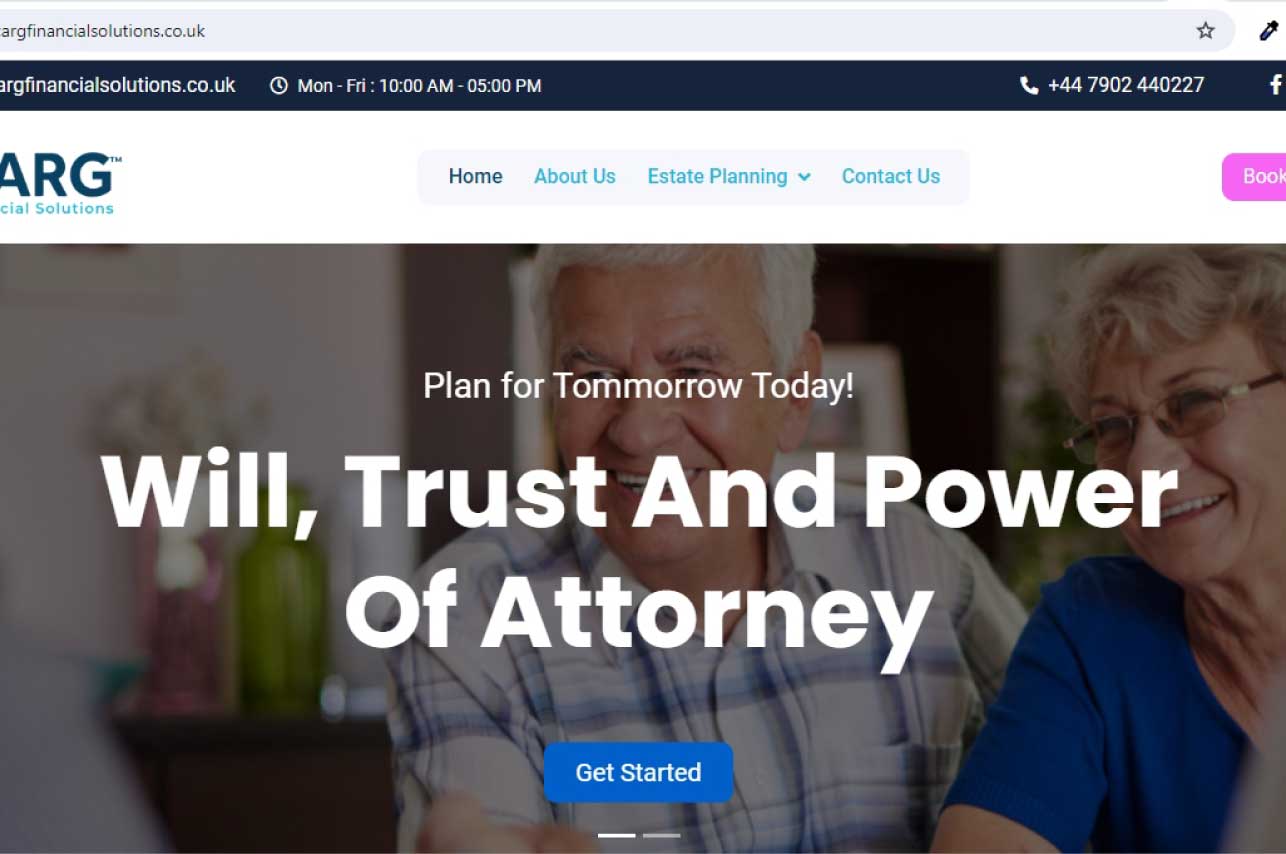 argfinancialsolutions.co.uk
argfinancialsolutions.co.uk Mon - Fri : 10:00 AM - 05:00 PM +44 7902 440227
ARG™
cial Solutions
Home About Us Estate Planning Contact Us
Book
Plan for Tommorrow Today!
Will, Trust And Power
Of Attorney
Get Started